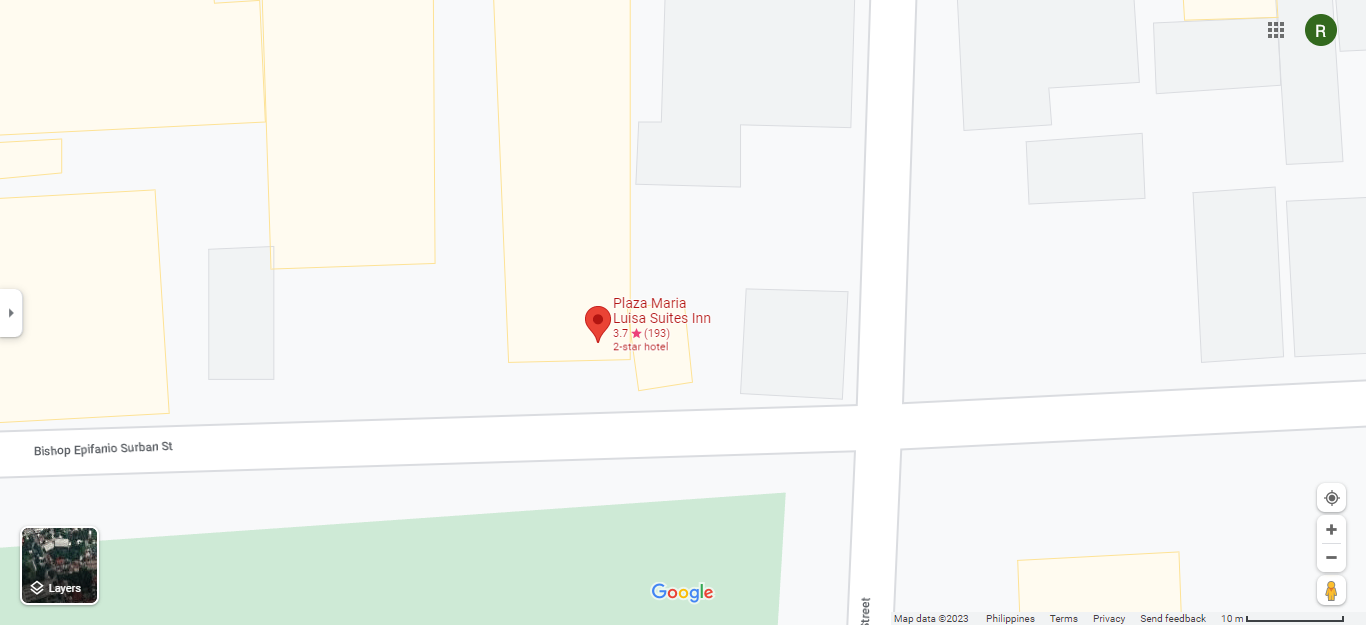 R
Plaza Maria
Luisa Suites Inn
3.7 ★ (193)
2-star hotel
Bishop Epifanio Surban St
Layers
Google
Street
Map data ©2023 Philippines Terms Privacy Send feedback 10 m